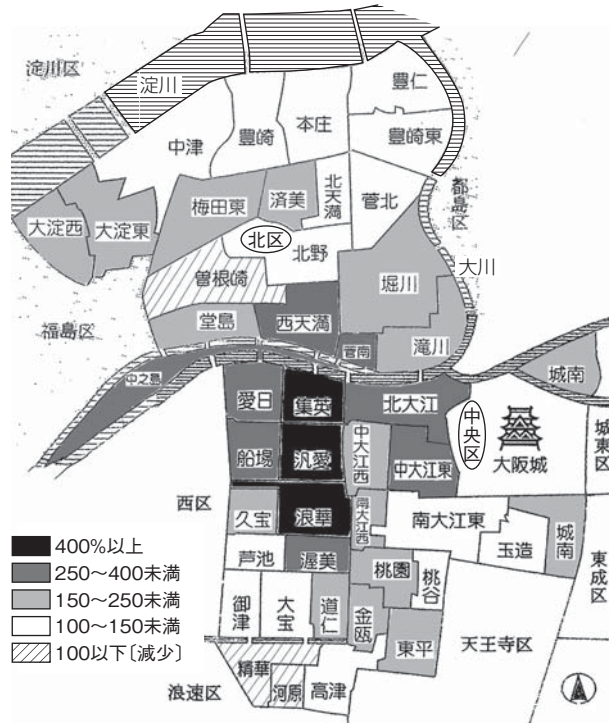 淀川区
淀川
豊仁
本庄
豊崎
豊崎東
中津
都島区
北天満
済美
菅北
梅田東
大淀西
大淀東
北区
北野
大川
曽根崎
堀川
福島区
西天満
堂島
滝川
菅南
城南
中之島
愛日
集英
北大江
中央区
城東区
船場
汎愛
中大江西
中大江東
大阪城
西区
久宝
浪華
南大江西
南大江東
玉造
城南
東成区
芦池
渥美
桃園
桃谷
御津
大宝
道仁
金甌
東平
天王寺区
精華
浪速区
河原
高津
400%以上
250〜400未満
150〜250未満
100〜150未満
100以下〔減少〕